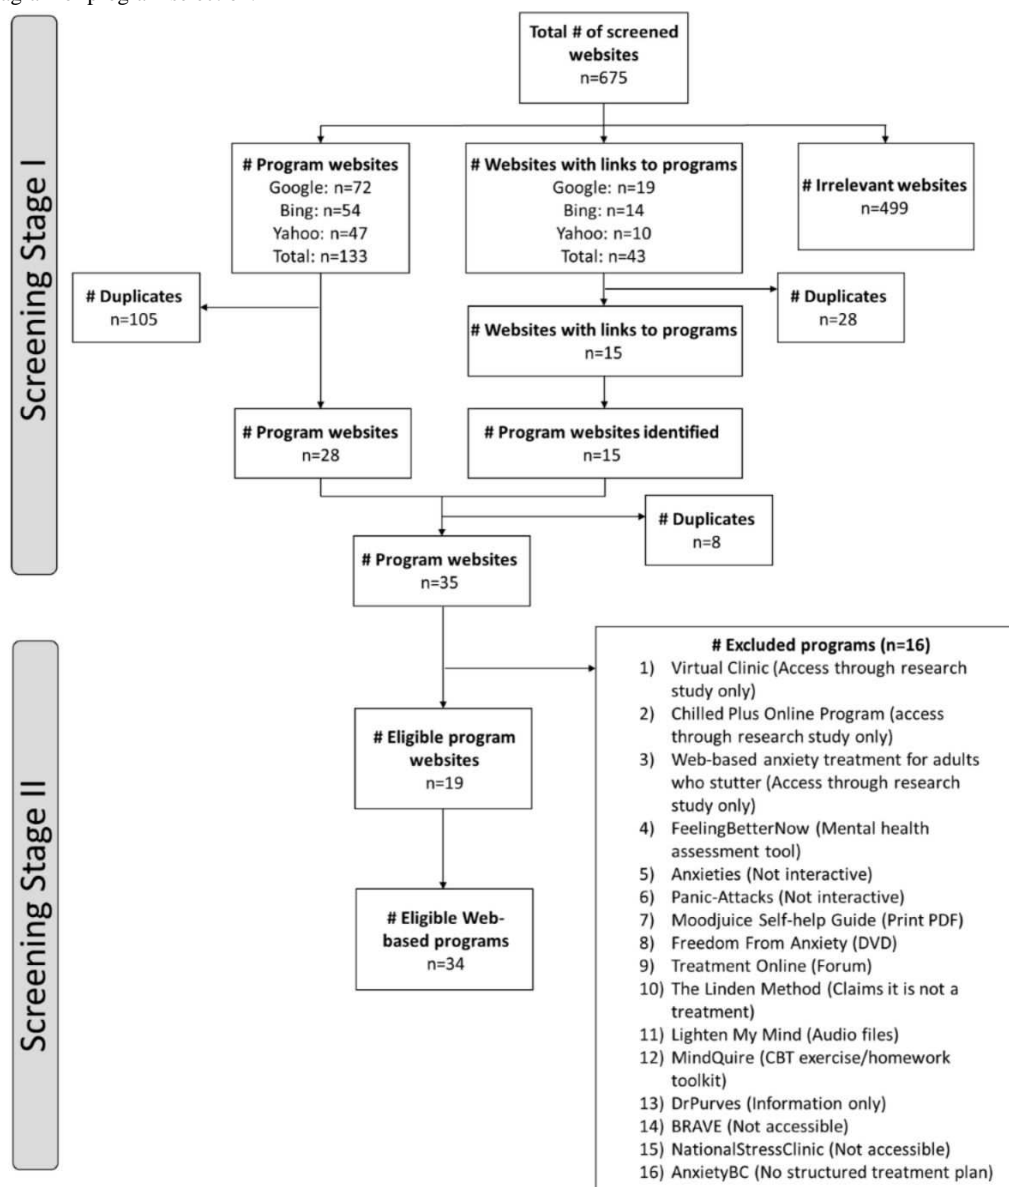 Total # of screened
websites
n=675
# Program websites
Google: n=72
Bing: n=54
Yahoo: n=47
Total: n=133
# Websites with links to programs
Google: n=19
Bing: n=14
Yahoo: n=10
Total: n=43
# Irrelevant websites
n=499
Screening Stage I
# Duplicates
n=105
# Duplicates
n=28
# Websites with links to programs
n=15
# Program websites
n=28
# Program websites identified
n=15
# Duplicates
n=8
# Program websites
n=35
Screening Stage II
# Excluded programs (n=16)
1) Virtual Clinic (Access through research
study only)
2) Chilled Plus Online Program (access
through research study only)
3) Web-based anxiety treatment for adults
who stutter (Access through research
study only)
4) FeelingBetterNow (Mental health
assessment tool)
5) Anxieties (Not interactive)
6) Panic-Attacks (Not interactive)
7) Moodjuice Self-help Guide (Print PDF)
8) Freedom From Anxiety (DVD)
9) Treatment Online (Forum)
10) The Linden Method (Claims it is not a
treatment)
11) Lighten My Mind (Audio files)
12) MindQuire (CBT exercise/homework
toolkit)
13) DrPurves (Information only)
14) BRAVE (Not accessible)
15) NationalStressClinic (Not accessible)
16) AnxietyBC (No structured treatment plan)
# Eligible program
websites
n=19
# Eligible Web-
based programs
n=34